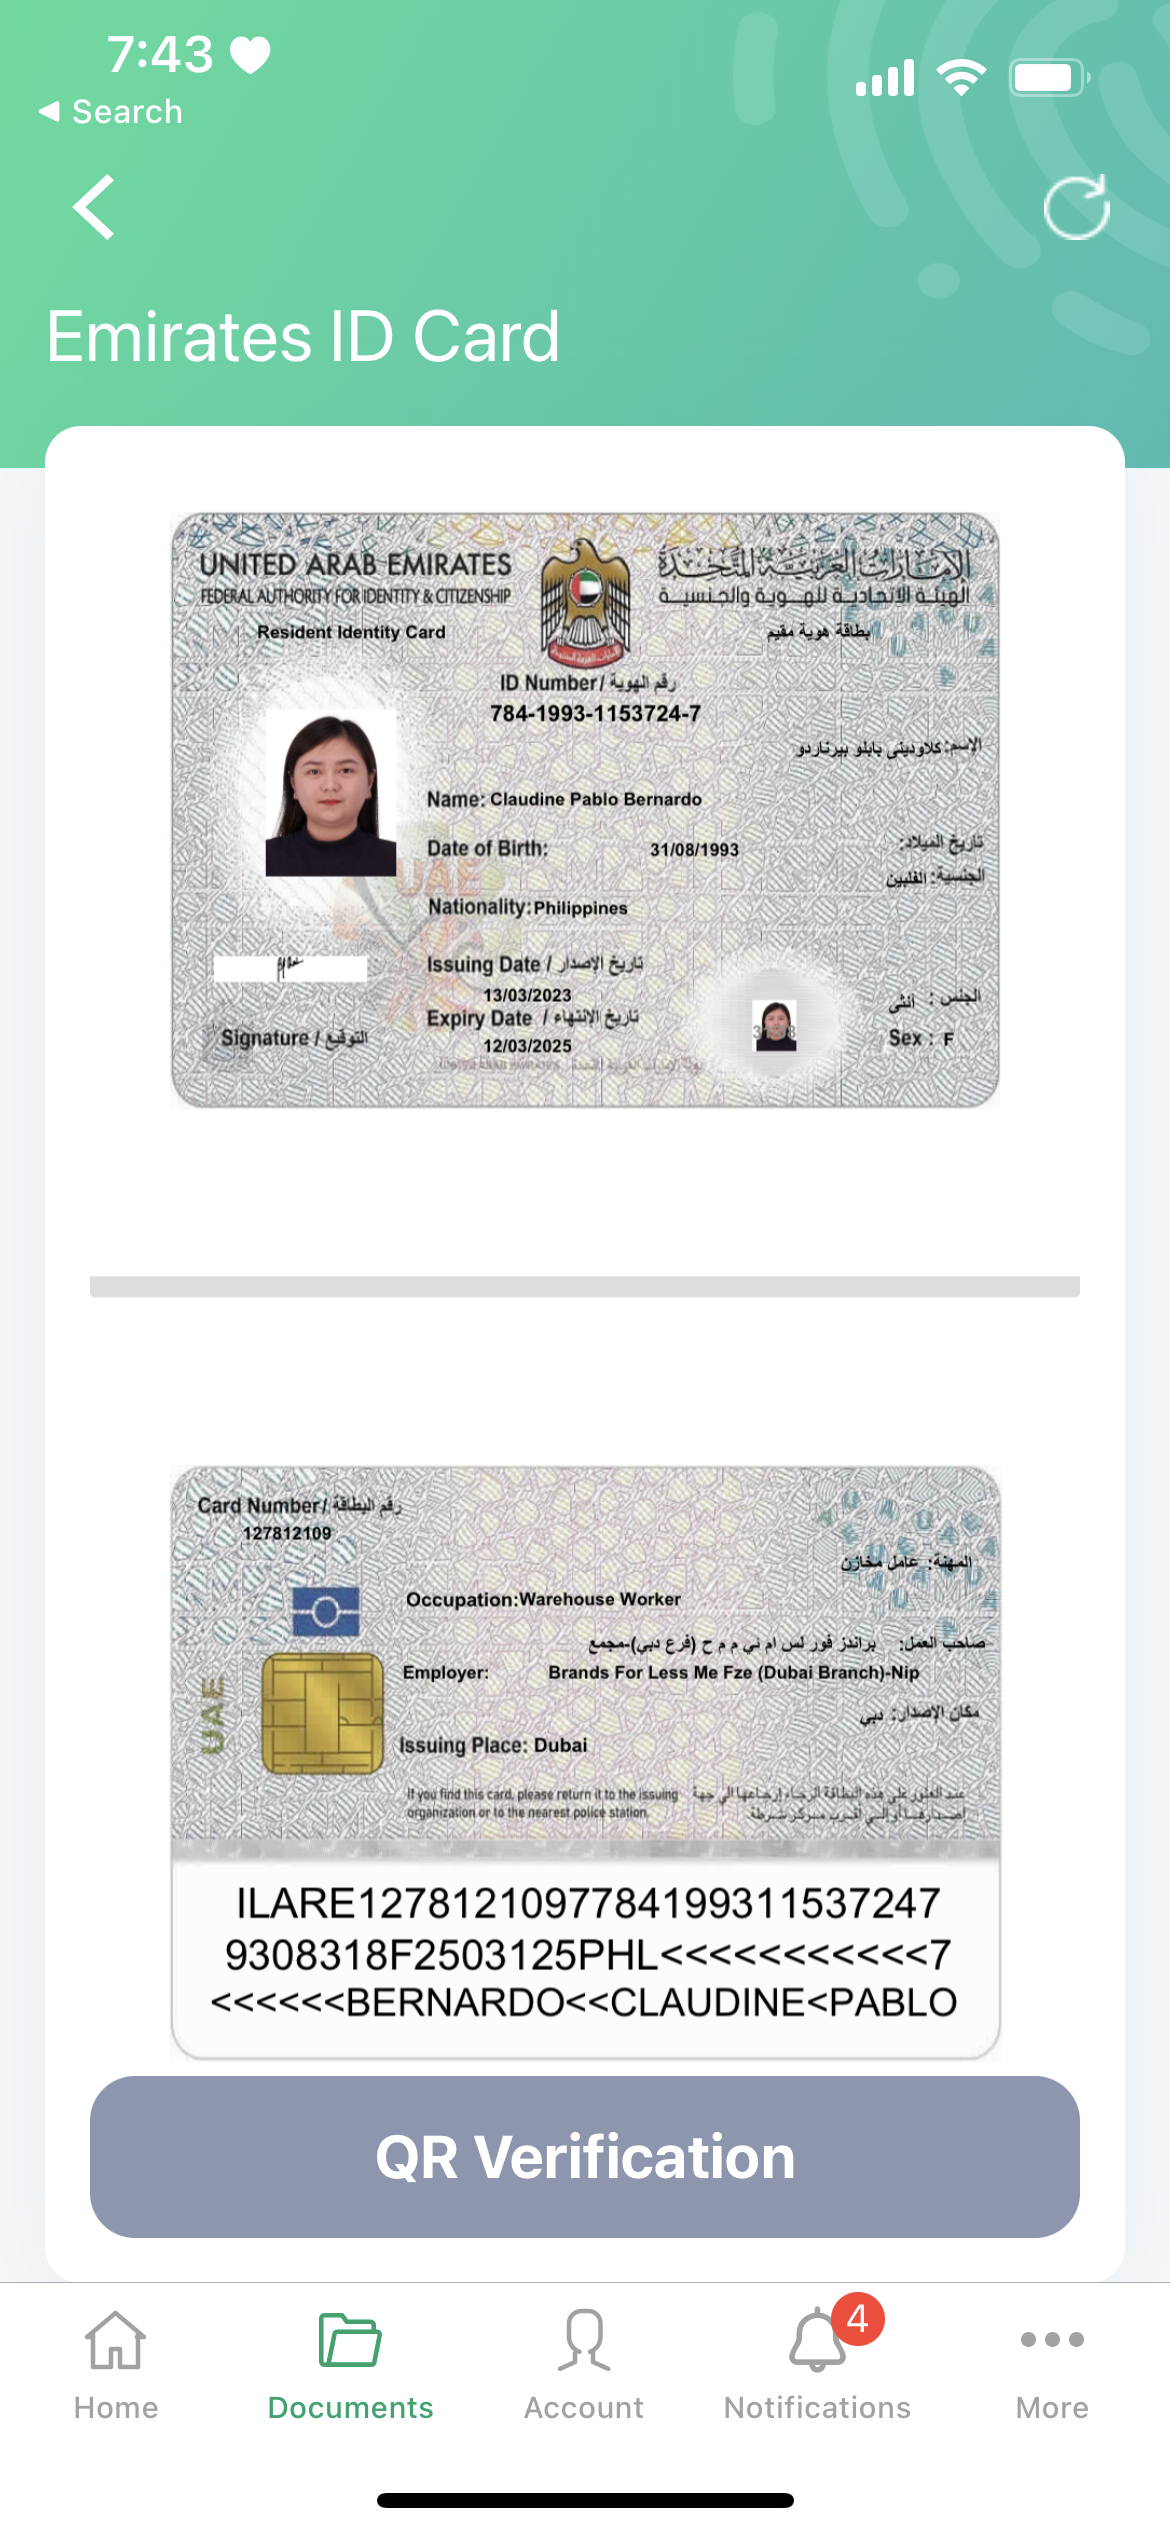 7:43
Search
Emirates ID Card
UNITED ARAB EMIRATES
الإمارات العربية المتحدة
FEDERAL AUTHORITY FOR IDENTITY & CITIZENSHIP
الهيئة الاتحادية للهوية والجنسية
Resident Identity Card
بطاقة هوية مقيم
ID Number / رقم الهوية
784-1993-1153724-7
الإسم: كلاودينى بابلو بيرناردو
Name: Claudine Pablo Bernardo
Date of Birth: 31/08/1993 تاريخ الميلاد:
الجنسية: الفلبين
Nationality: Philippines
UAE
Issuing Date / تاريخ الإصدار
13/03/2023
Expiry Date / تاريخ الانتهاء
12/03/2025
الجنس: أنثى
Sex: F
Signature / التوقيع
Card Number / رقم البطاقة
127812109
المهنة: عامل مخازن
Occupation: Warehouse Worker
صاحب العمل: براندز فور لس ام ني م م ح (فرع دبي)-مجمع
Employer: Brands For Less Me Fze (Dubai Branch)-Nip
مكان الإصدار: دبي
Issuing Place: Dubai
UAE
If you find this card, please return it to the issuing
organization or to the nearest police station.
عند العثور على هذه البطاقة الرجاء إرجاعها الي جهة
اصدارها أو الي أقرب مركز شرطة
ILARE1278121097784199311537247
9308318F2503125PHL<<<<<<<<<<<7
<<<<<<BERNARDO<<CLAUDINE<PABLO
QR Verification
4
Home
Documents
Account
Notifications
More